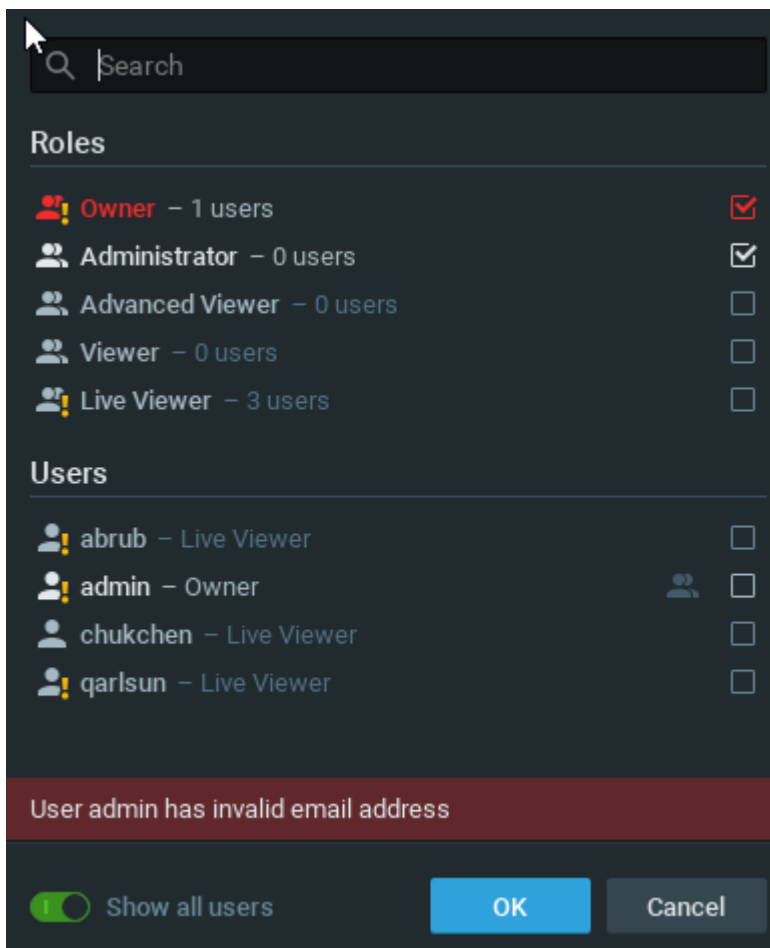 Search
Roles
Owner – 1 users
Administrator – 0 users
Advanced Viewer – 0 users
Viewer – 0 users
Live Viewer – 3 users
Users
abrub – Live Viewer
admin – Owner
chukchen – Live Viewer
qarlsun – Live Viewer
User admin has invalid email address
Show all users
OK
Cancel